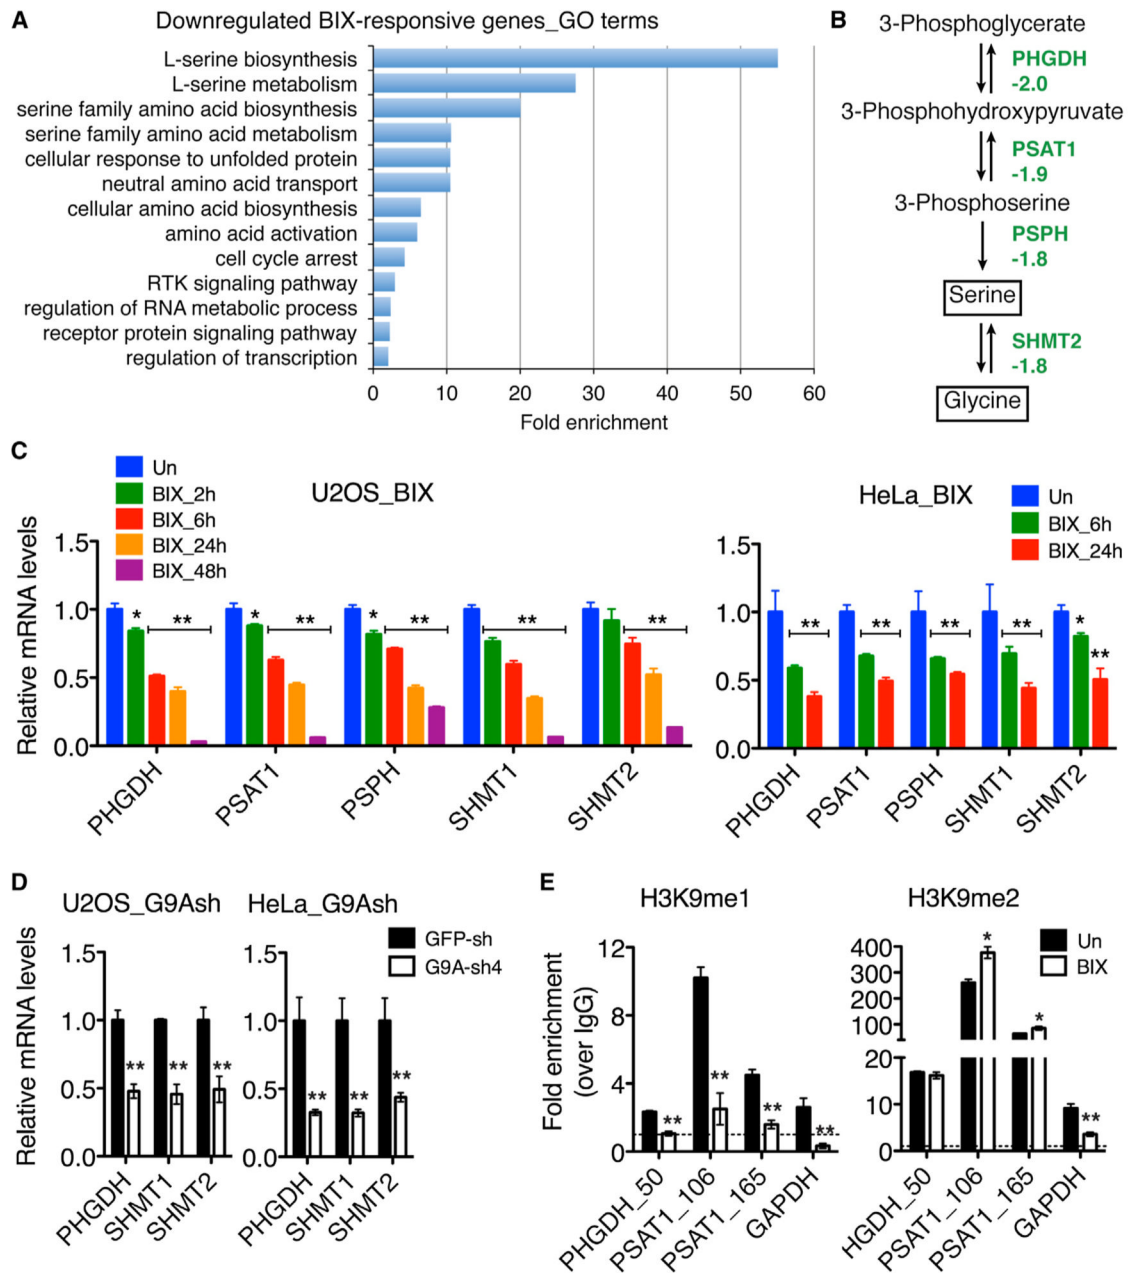 A
Downregulated BIX-responsive genes_GO terms
L-serine biosynthesis
L-serine metabolism
serine family amino acid biosynthesis
serine family amino acid metabolism
cellular response to unfolded protein
neutral amino acid transport
cellular amino acid biosynthesis
amino acid activation
cell cycle arrest
RTK signaling pathway
regulation of RNA metabolic process
receptor protein signaling pathway
regulation of transcription
0 10 20 30 40 50 60
Fold enrichment
B
3-Phosphoglycerate
PHGDH
-2.0
3-Phosphohydroxypyruvate
PSAT1
-1.9
3-Phosphoserine
PSPH
-1.8
Serine
SHMT2
-1.8
Glycine
C
Un
BIX_2h
BIX_6h
BIX_24h
BIX_48h
U2OS_BIX
Relative mRNA levels
1.5
1.0
0.5
0.0
* ** * ** * ** ** **
PHGDH
PSAT1
PSPH
SHMT1
SHMT2
HeLa_BIX
Un
BIX_6h
BIX_24h
1.5
1.0
0.5
0.0
** ** ** ** * **
PHGDH
PSAT1
PSPH
SHMT1
SHMT2
D
U2OS_G9Ash
HeLa_G9Ash
GFP-sh
G9A-sh4
Relative mRNA levels
1.5
1.0
0.5
0.0
** ** **
PHGDH
SHMT1
SHMT2
1.5
1.0
0.5
0.0
** ** **
PHGDH
SHMT1
SHMT2
E
H3K9me1
Fold enrichment
(over IgG)
12
8
4
0
** ** ** **
PHGDH_50
PSAT1_106
PSAT1_165
GAPDH
H3K9me2
Un
BIX
400
300
200
100
20
10
0
* * **
HGDH_50
PSAT1_106
PSAT1_165
GAPDH